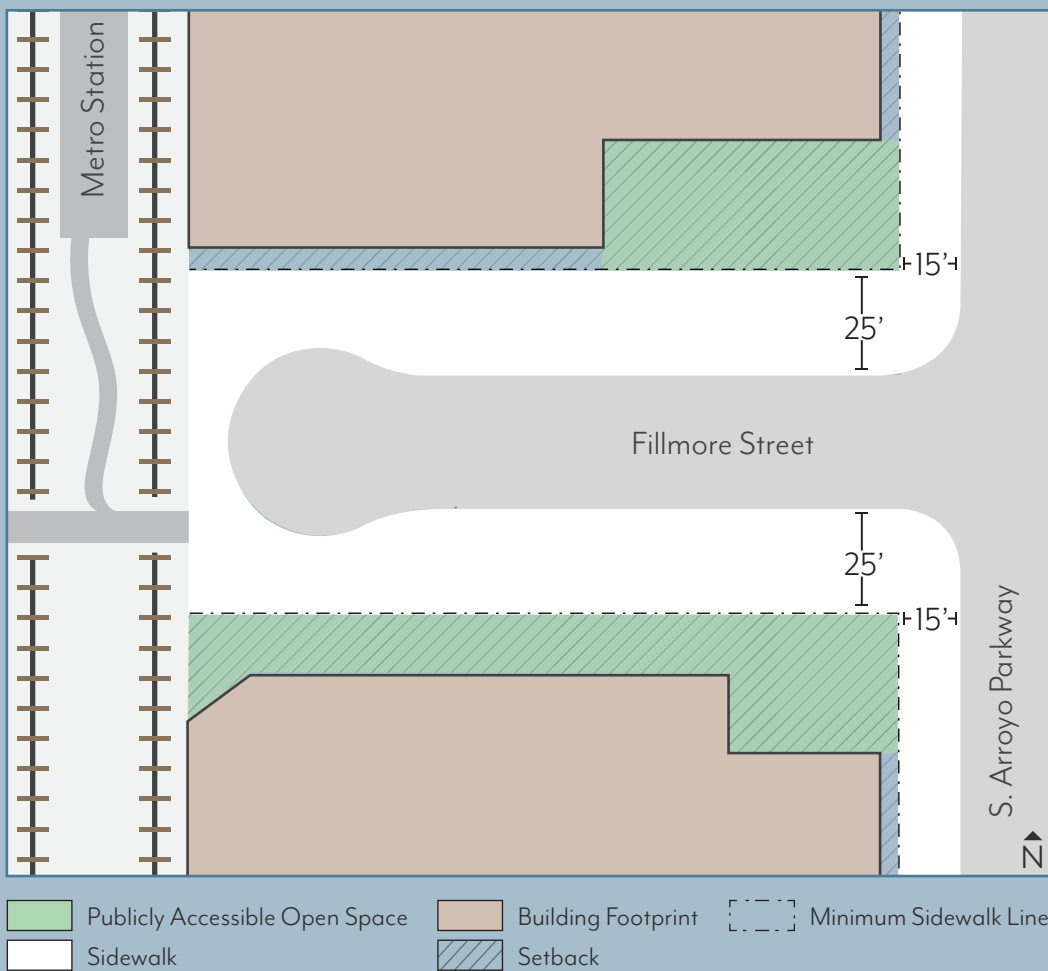 Metro Station
15'
25'
Fillmore Street
25'
15'
S. Arroyo Parkway
N
Publicly Accessible Open Space
Building Footprint
Minimum Sidewalk Line
Sidewalk
Setback